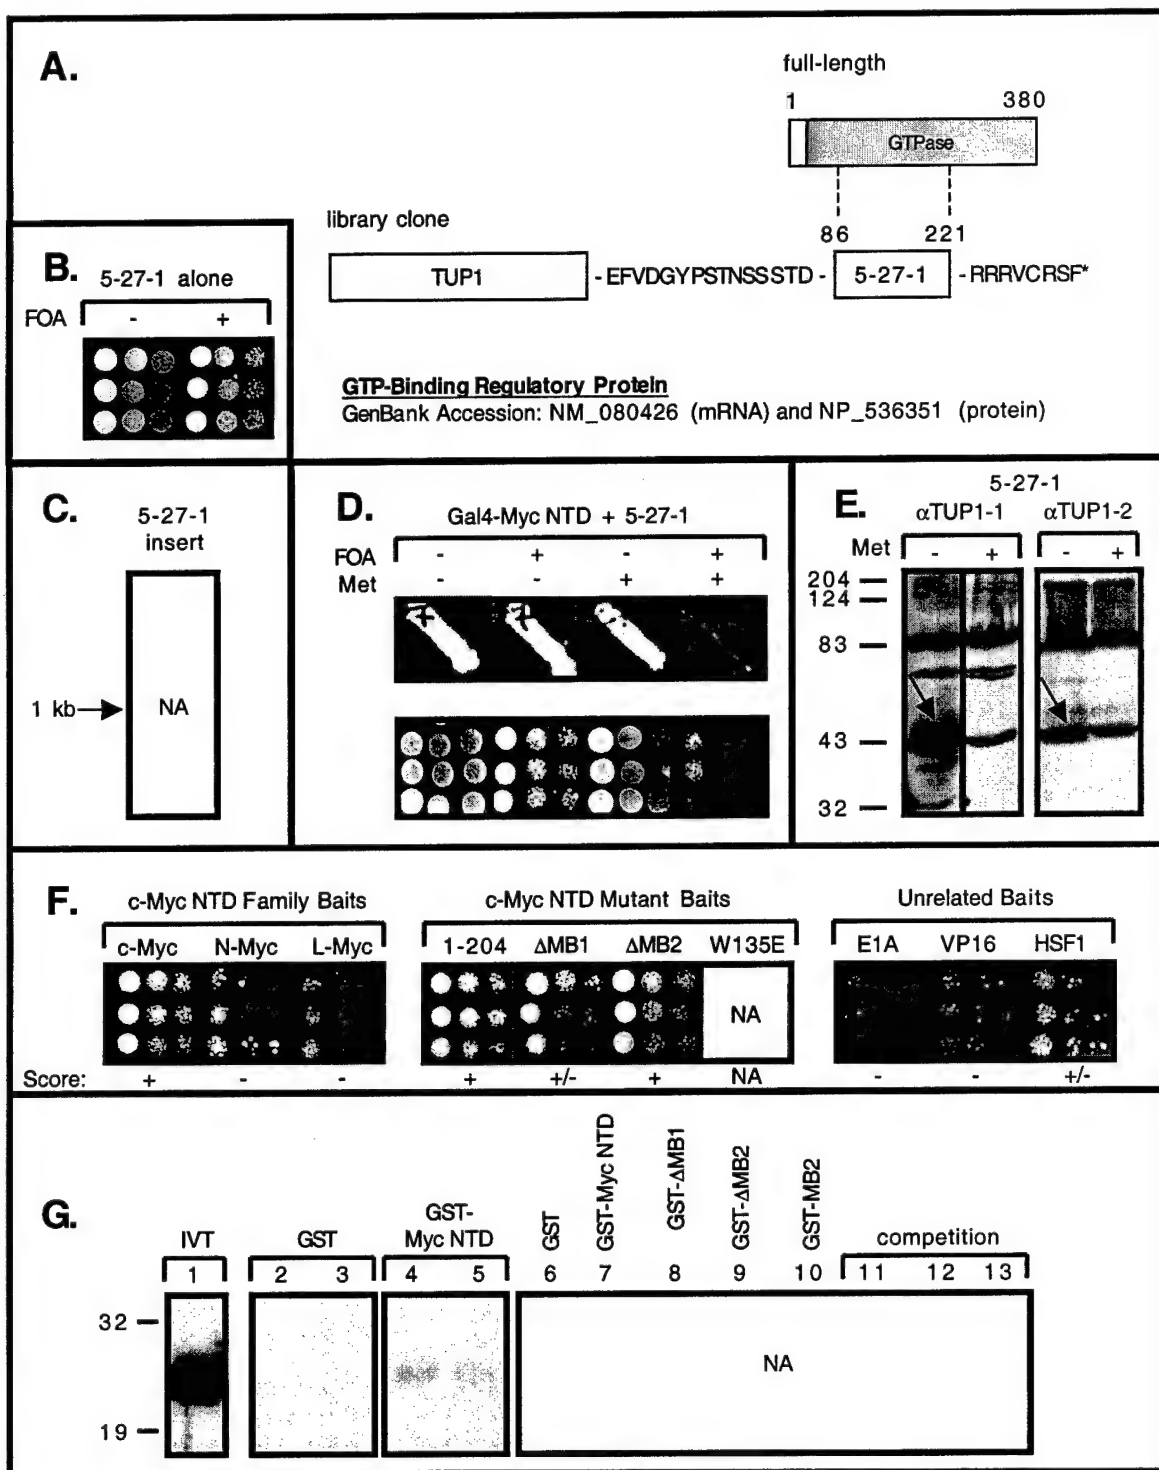 A.
full-length
1 380
GTPase
library clone
86 221
TUP1 - EFVDGYPSTNSSSTD - 5-27-1 - RRRVCRSF*
GTP-Binding Regulatory Protein
GenBank Accession: NM_080426 (mRNA) and NP_536351 (protein)
B.
5-27-1 alone
FOA - +
C.
5-27-1
insert
1 kb
NA
D.
Gal4-Myc NTD + 5-27-1
FOA - + - +
Met - - + +
E.
5-27-1
αTUP1-1 αTUP1-2
Met - + - +
204
124
83
43
32
F.
c-Myc NTD Family Baits
c-Myc N-Myc L-Myc
c-Myc NTD Mutant Baits
1-204 ΔMB1 ΔMB2 W135E
NA
Unrelated Baits
E1A VP16 HSF1
Score: + - - + +/- + NA - - +/-
G.
IVT
1
GST
2 3
GST-
Myc NTD
4 5
GST
GST-Myc NTD
GST-ΔMB1
GST-ΔMB2
GST-MB2
competition
6 7 8 9 10 11 12 13
32
19
NA